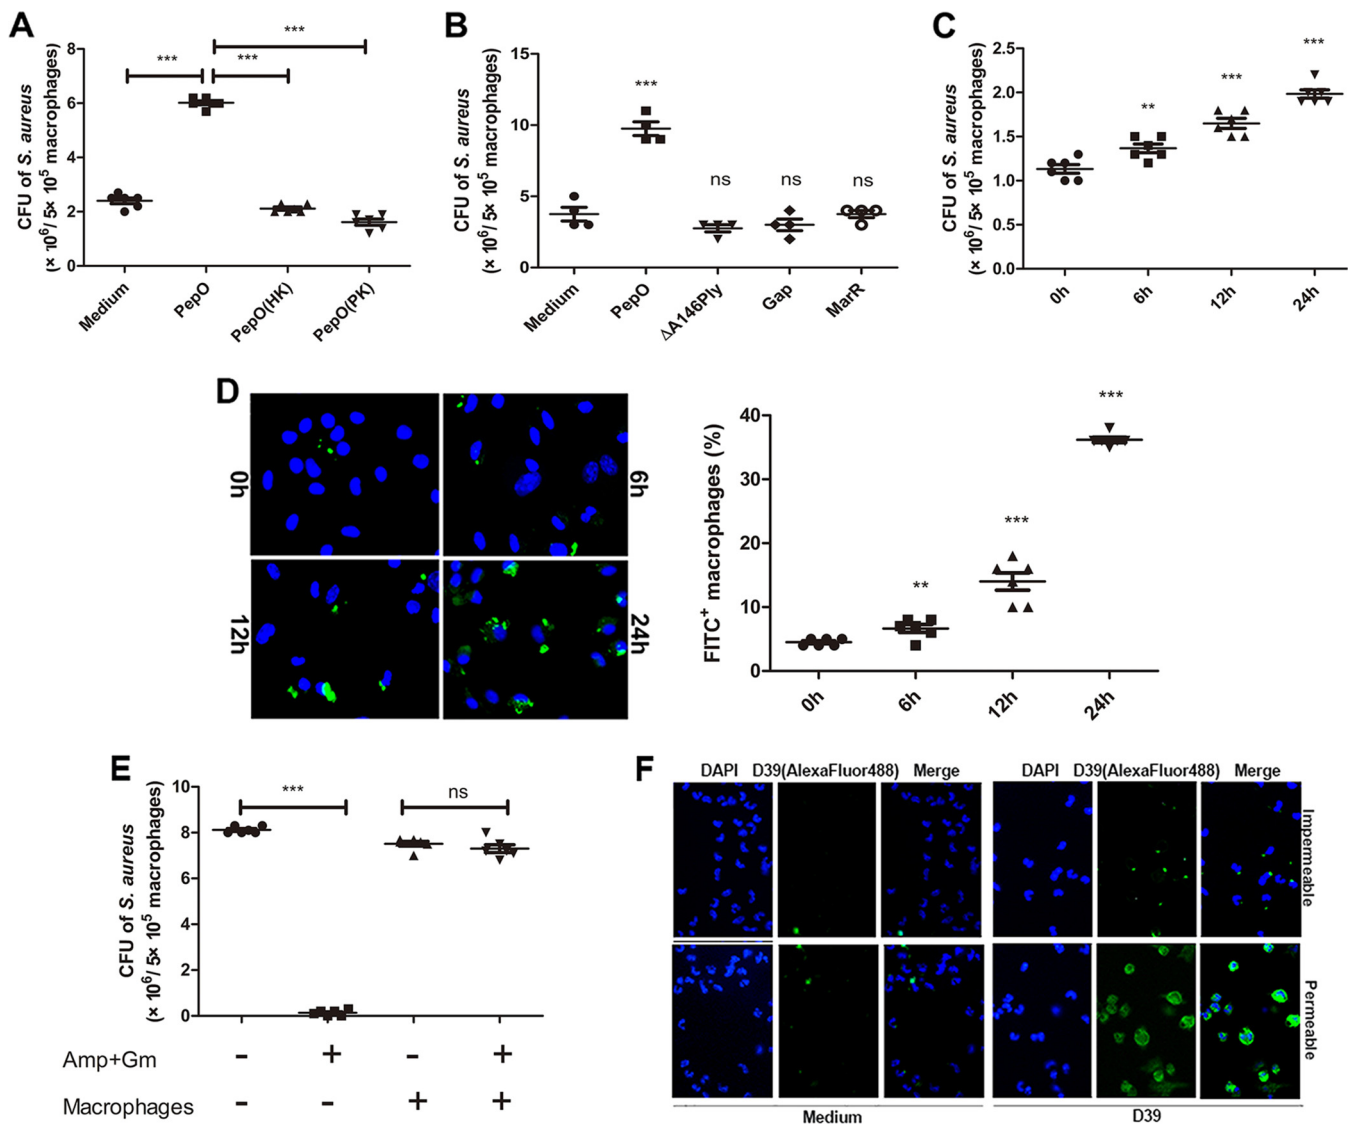 A
CFU of S. aureus
(× 10⁶/ 5× 10⁵ macrophages)
8
6
4
2
0
***
***
***
Medium
PepO
PepO(HK)
PepO(PK)
B
CFU of S. aureus
(× 10⁶/ 5× 10⁵ macrophages)
15
10
5
0
***
ns
ns
ns
Medium
PepO
ΔA146Ply
Gap
MarR
C
CFU of S. aureus
(× 10⁶/ 5× 10⁵ macrophages)
2.5
2.0
1.5
1.0
0.5
0.0
**
***
***
0h
6h
12h
24h
D
0h
6h
12h
24h
FITC⁺ macrophages (%)
40
30
20
10
0
**
***
***
0h
6h
12h
24h
E
CFU of S. aureus
(× 10⁶/ 5× 10⁵ macrophages)
10
8
6
4
2
0
***
ns
Amp+Gm - + - +
Macrophages - - + +
F
DAPI D39(AlexaFluor488) Merge DAPI D39(AlexaFluor488) Merge
Impermeable
Permeable
Medium D39